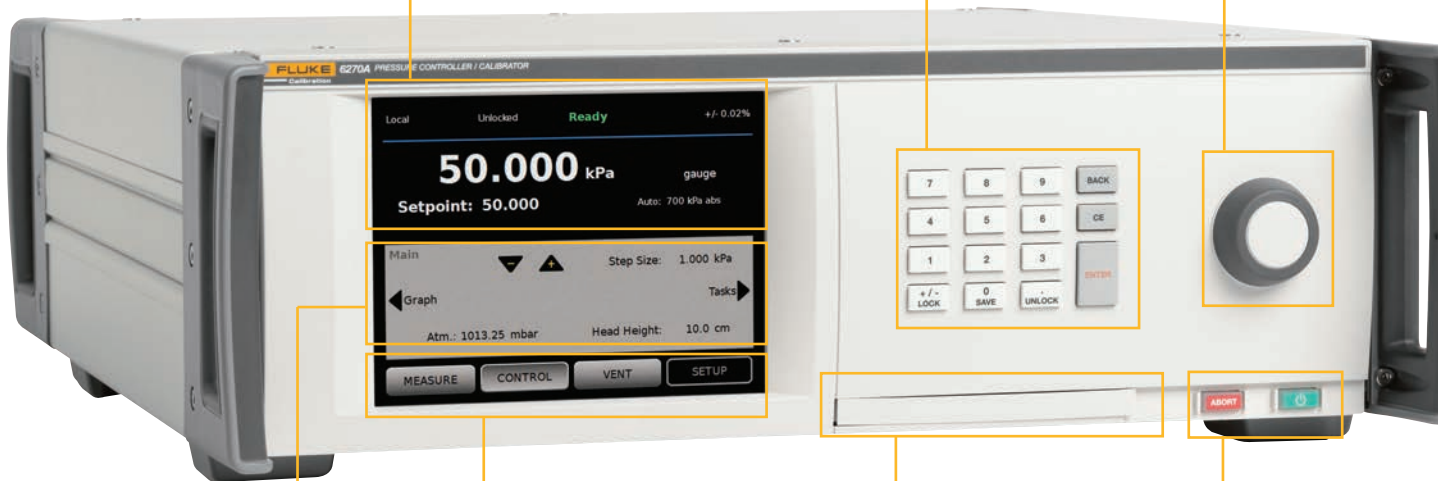 FLUKE 6270A PRESSURE CONTROLLER / CALIBRATOR
Calibration
Local Unlocked Ready +/- 0.02%
50.000 kPa gauge
Setpoint: 50.000 Auto: 700 kPa abs
Main - + Step Size: 1.000 kPa
Graph Tasks
Atm.: 1013.25 mbar Head Height: 10.0 cm
MEASURE CONTROL VENT SETUP
7 8 9 BACK
4 5 6 CE
1 2 3 ENTER
+/- 0 .
LOCK SAVE UNLOCK
ABORT